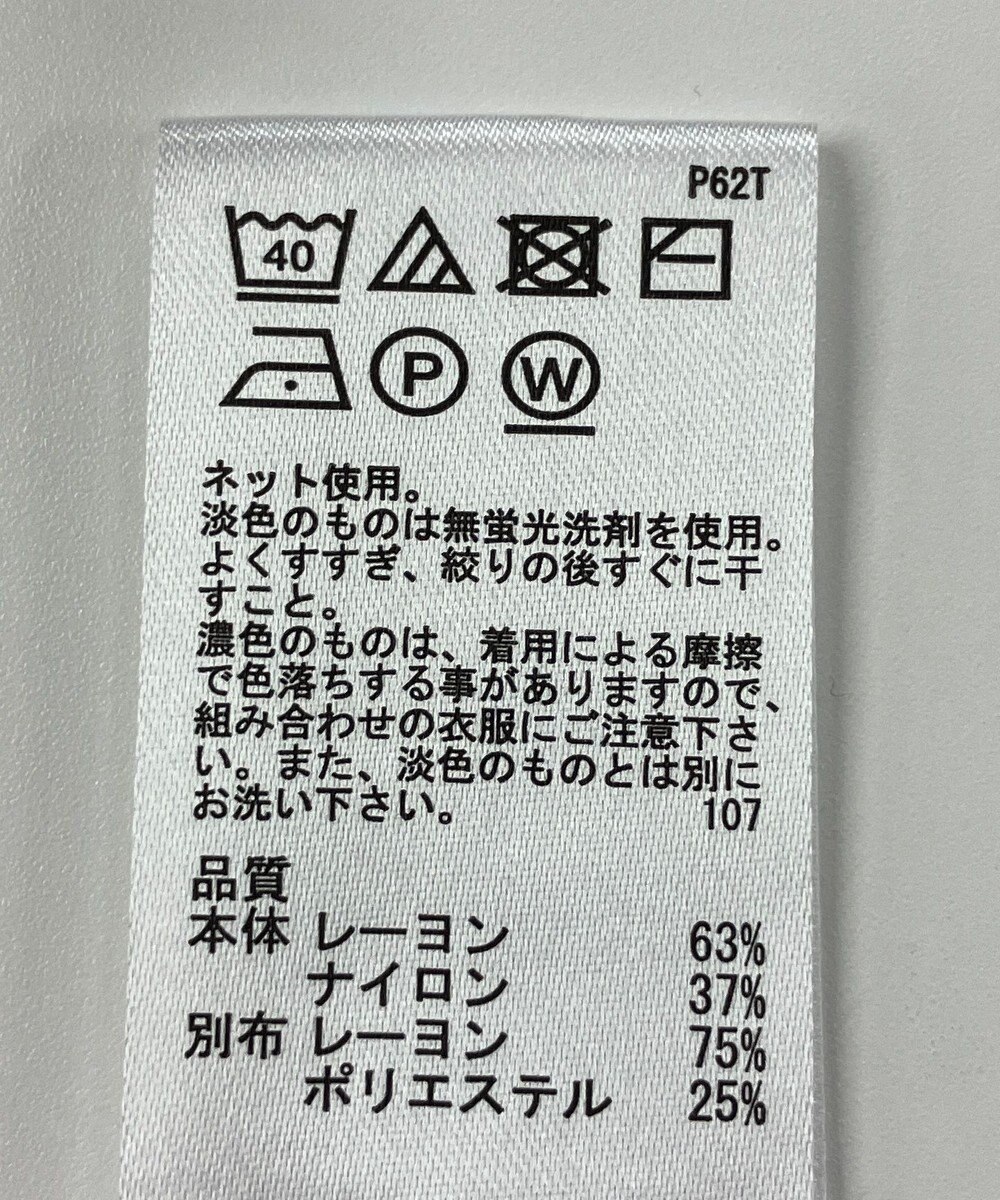 P62T
40
P W
ネット使用。
淡色のものは無蛍光洗剤を使用。
よくすすぎ、絞りの後すぐに干
すこと。
濃色のものは、着用による摩擦
で色落ちする事がありますので、
組み合わせの衣服にご注意下さ
い。また、淡色のものとは別に
お洗い下さい。 107
品質
本体 レーヨン 63%
ナイロン 37%
別布 レーヨン 75%
ポリエステル 25%